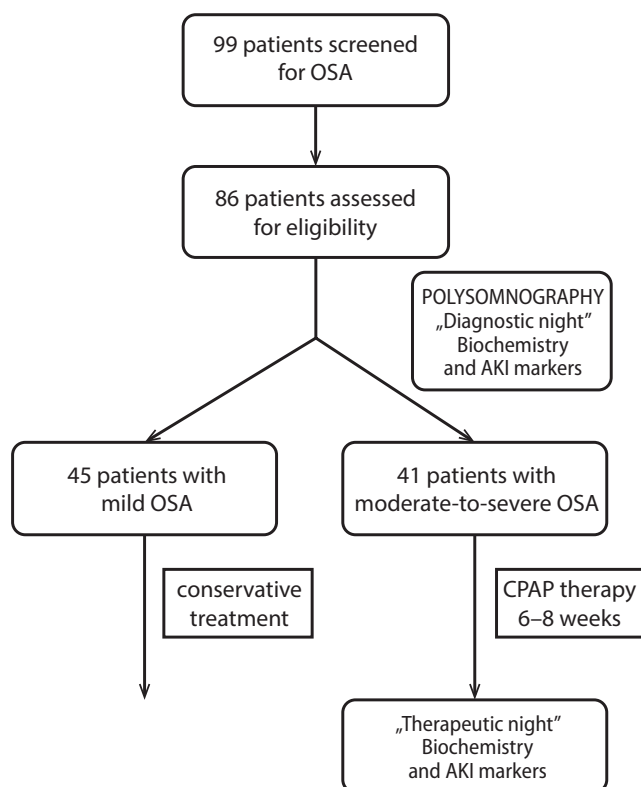 99 patients screened
for OSA
86 patients assessed
for eligibility
POLYSOMNOGRAPHY
„Diagnostic night”
Biochemistry
and AKI markers
45 patients with
mild OSA
41 patients with
moderate-to-severe OSA
conservative
treatment
CPAP therapy
6–8 weeks
„Therapeutic night”
Biochemistry
and AKI markers